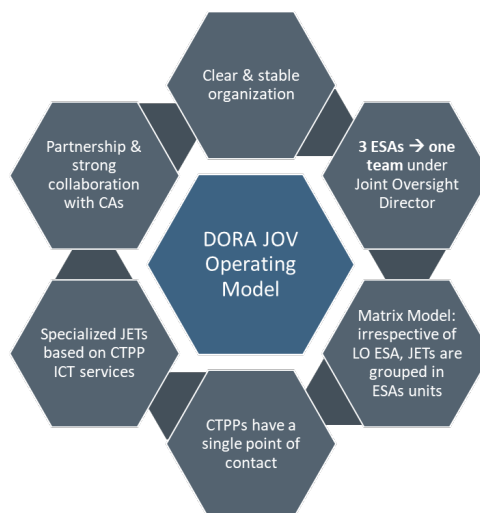 Clear & stable
organization
3 ESAs → one
team under
Joint Oversight
Director
Matrix Model:
irrespective of
LO ESA, JETs are
grouped in
ESAs units
CTPPs have a
single point of
contact
Specialized JETs
based on CTPP
ICT services
Partnership &
strong
collaboration
with CAs
DORA JOV
Operating
Model